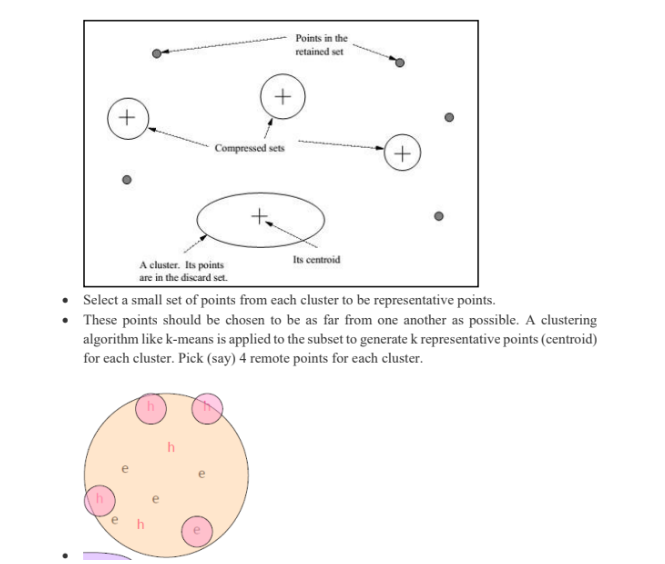 Points in the
retained set
+
+
Compressed sets
+
+
A cluster. Its points
are in the discard set.
Its centroid
• Select a small set of points from each cluster to be representative points.
• These points should be chosen to be as far from one another as possible. A clustering
algorithm like k-means is applied to the subset to generate k representative points (centroid)
for each cluster. Pick (say) 4 remote points for each cluster.
h h
h
e e
h e
e h e
•